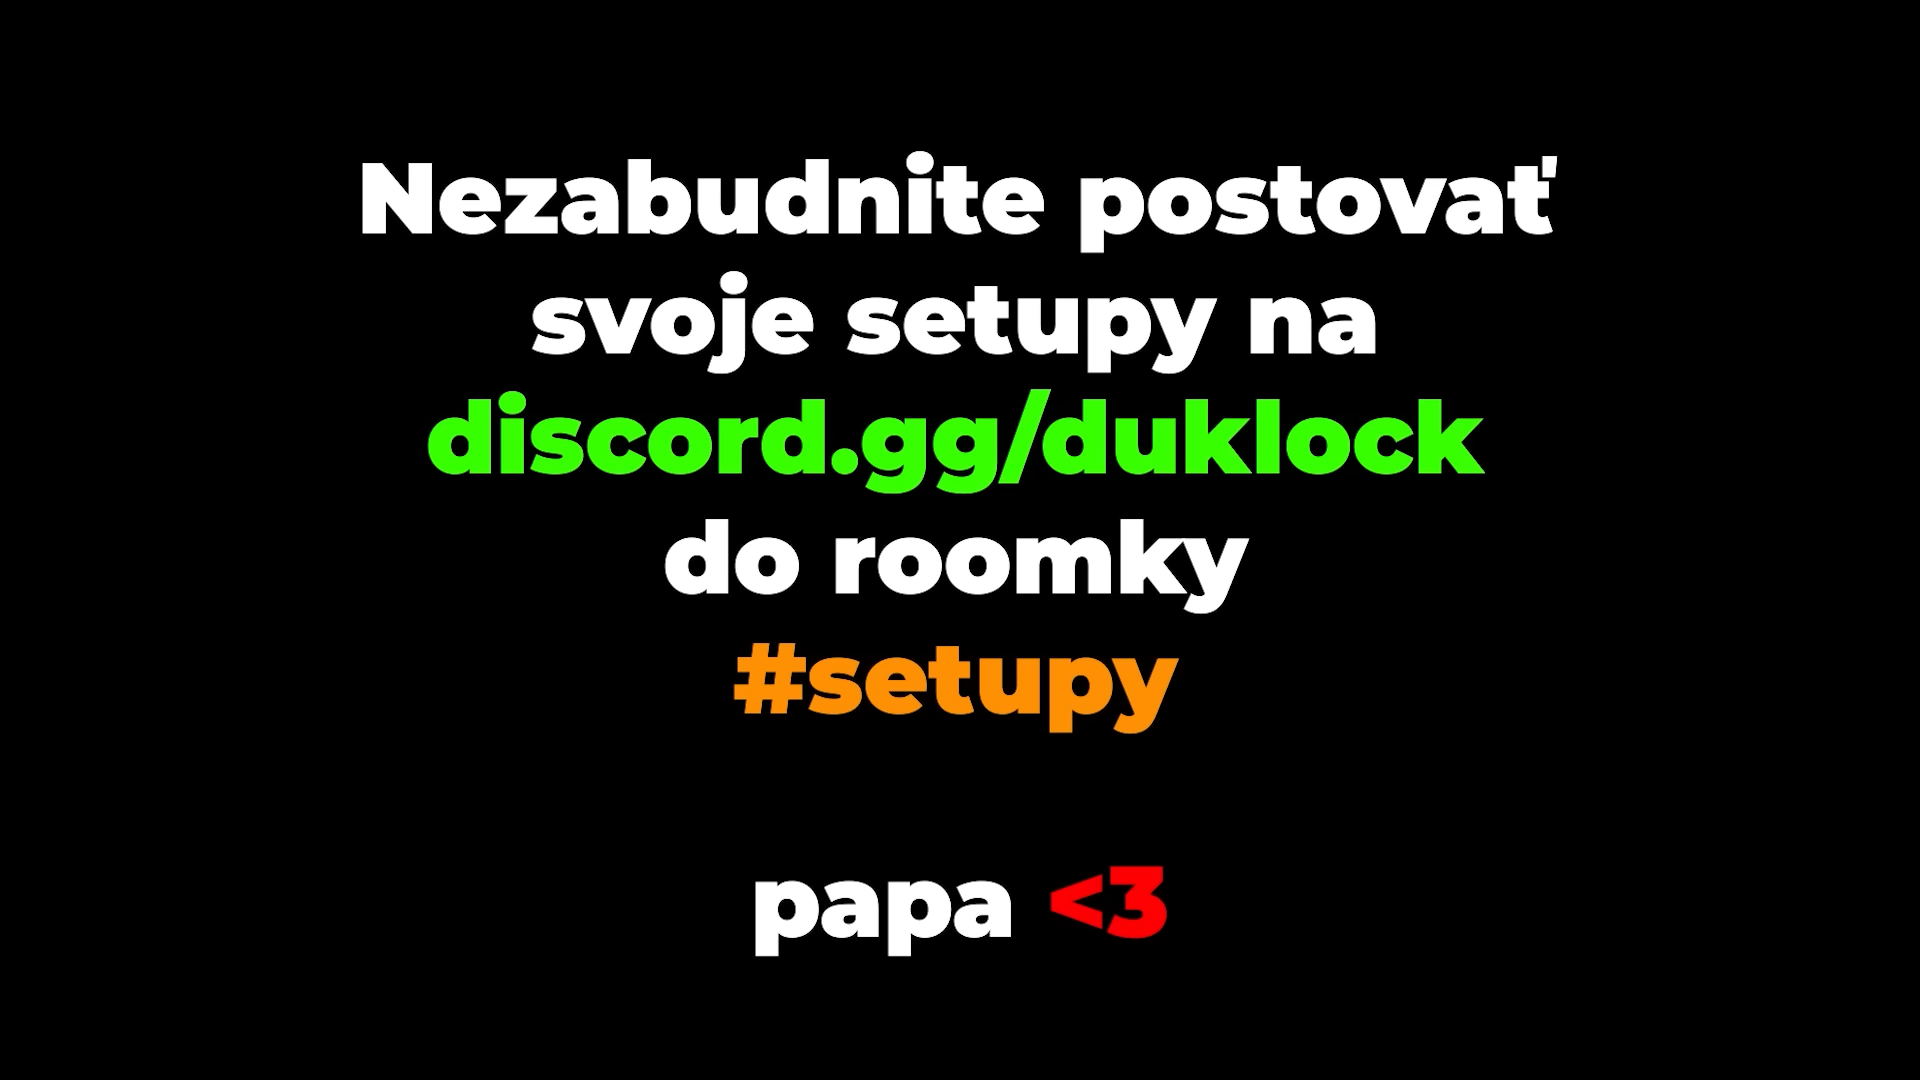 Nezabudnite postovať
svoje setupy na
discord.gg/duklock
do roomky
#setupy
papa <3